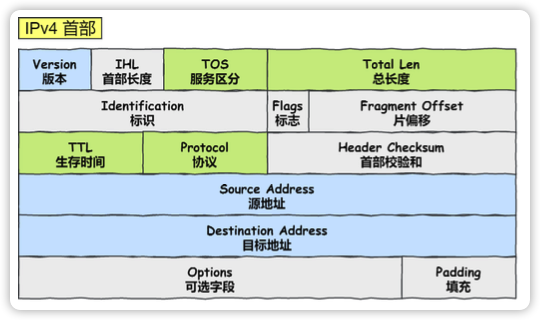 IPv4 首部
Version IHL TOS Total Len
版本 首部长度 服务区分 总长度
Identification Flags Fragment Offset
标识 标志 片偏移
TTL Protocol Header Checksum
生存时间 协议 首部校验和
Source Address
源地址
Destination Address
目标地址
Options Padding
可选字段 填充